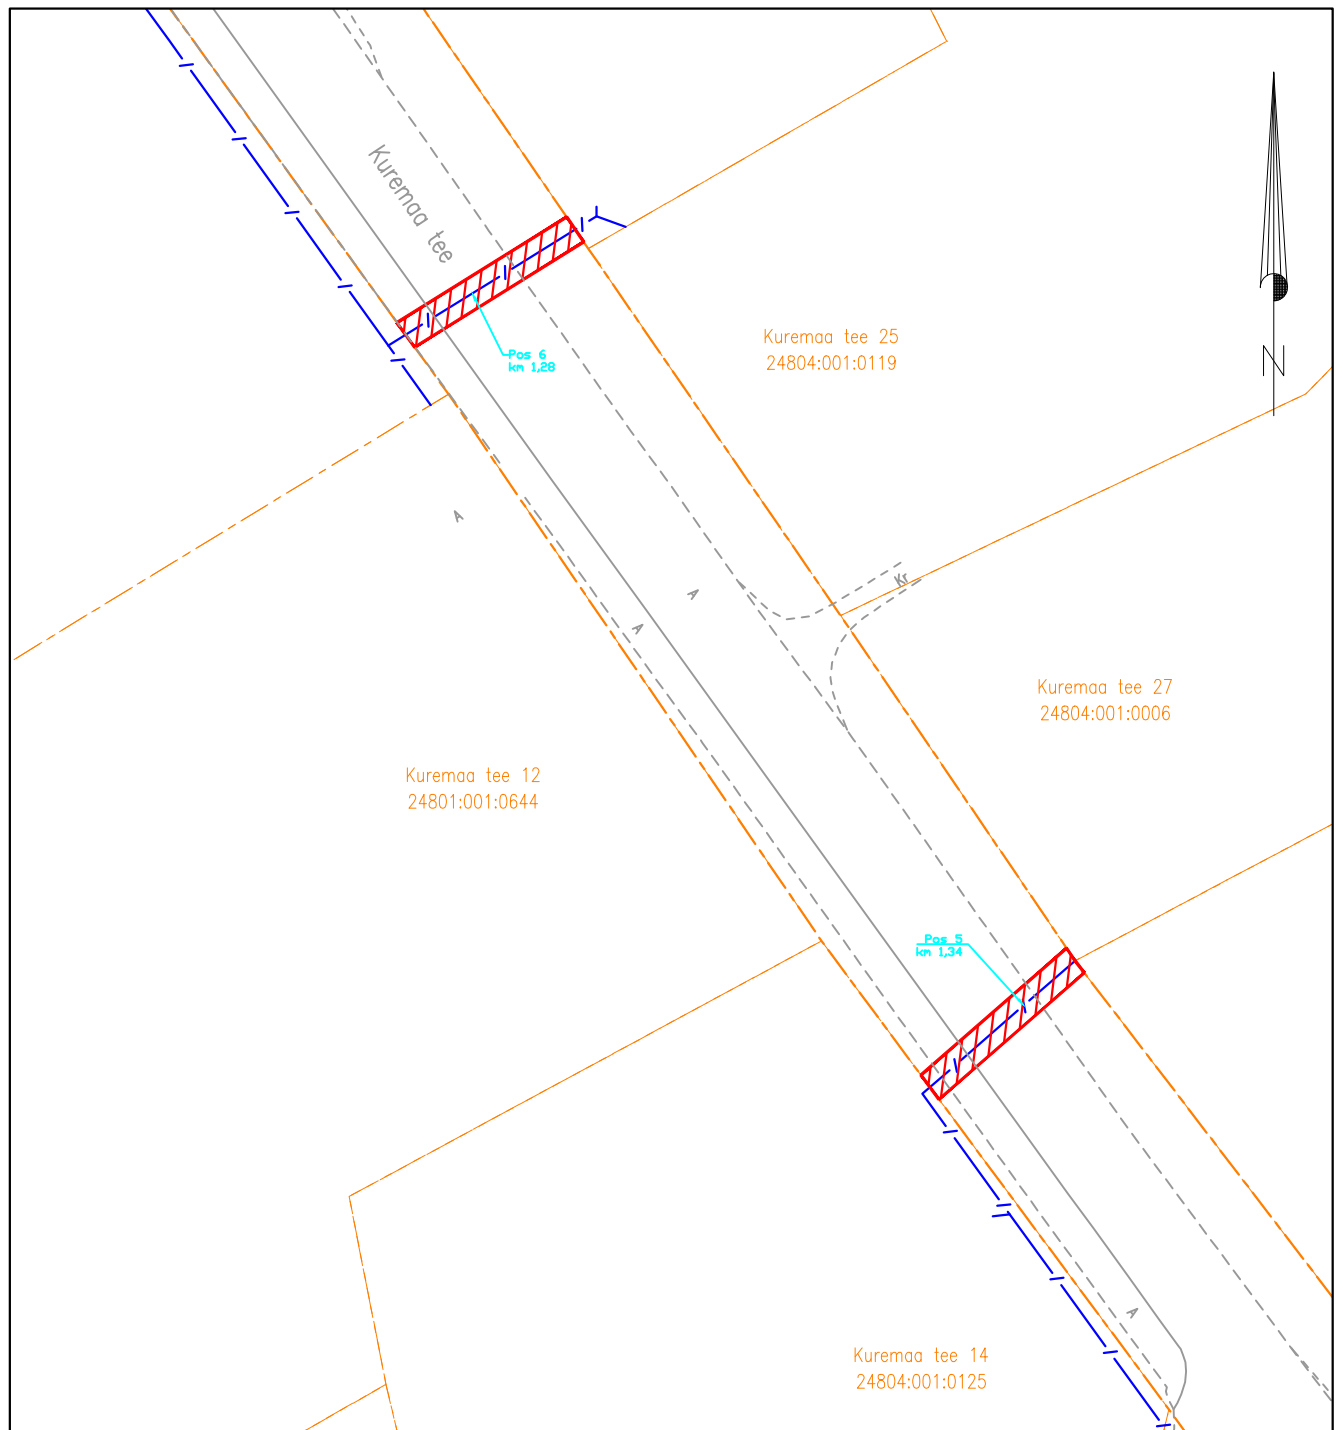 Kuremaa tee
Kuremaa tee 25
24804:001:0119
N
Pos 6
km 1,28
A
Kr
A
A
Kuremaa tee 27
24804:001:0006
Kuremaa tee 12
24801:001:0644
Pos 5
km 1,34
A
Kuremaa tee 14
24804:001:0125